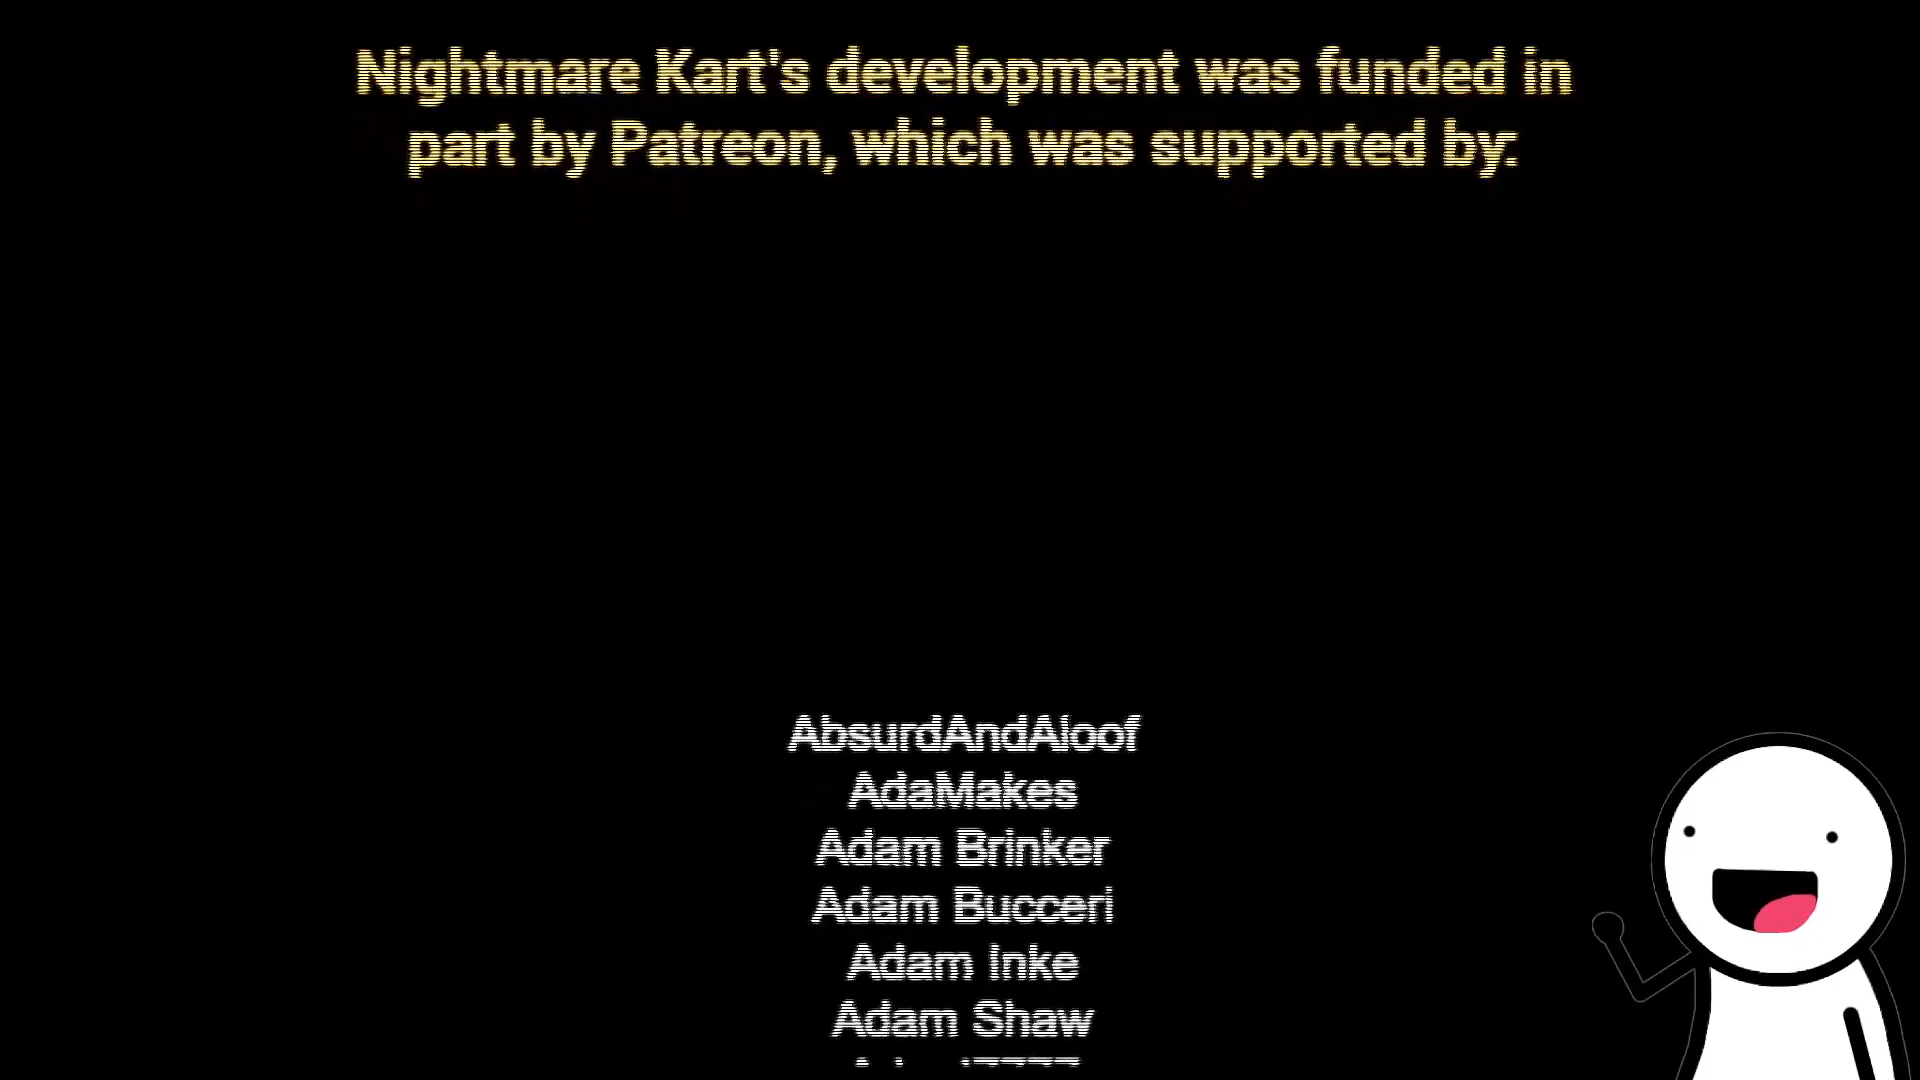 Nightmare Kart's development was funded in
part by Patreon, which was supported by:
AbsurdAndAloof
AdaMakes
Adam Brinker
Adam Bucceri
Adam Inke
Adam Shaw